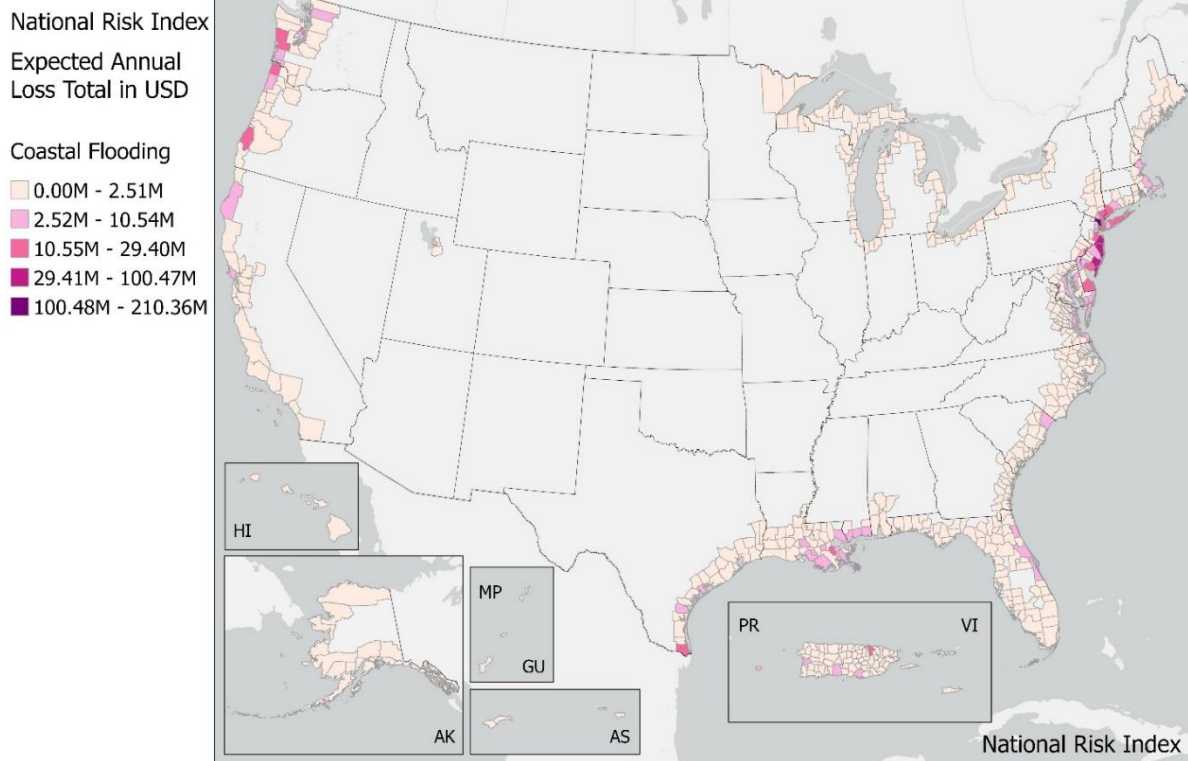 National Risk Index
Expected Annual
Loss Total in USD
Coastal Flooding
0.00M - 2.51M
2.52M - 10.54M
10.55M - 29.40M
29.41M - 100.47M
100.48M - 210.36M
HI
AK
MP
GU
AS
PR
VI
National Risk Index